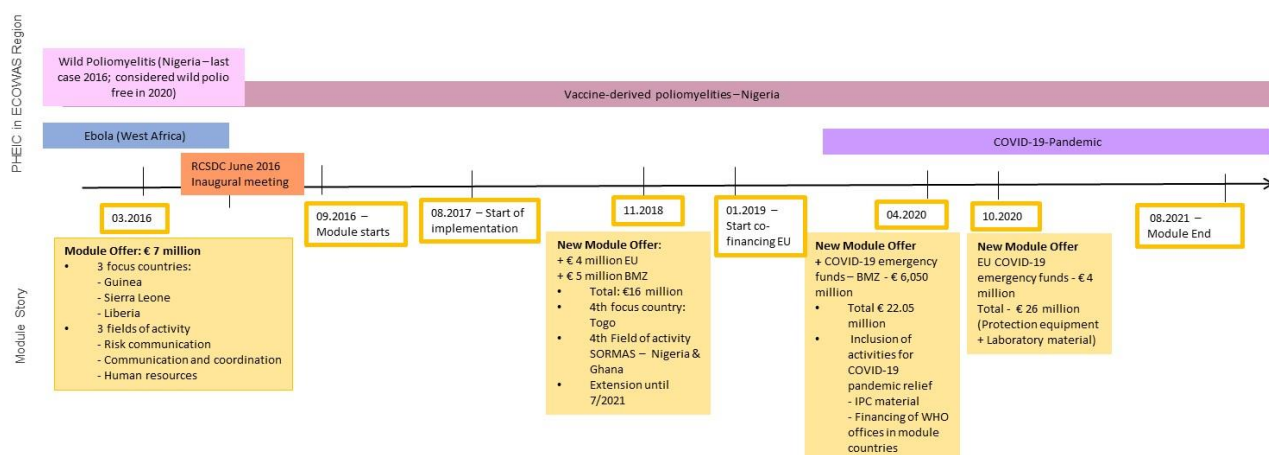 PHEIC in ECOWAS Region
Wild Poliomyelitis (Nigeria – last
case 2016; considered wild polio
free in 2020)
Vaccine-derived poliomyelities – Nigeria
Ebola (West Africa)
COVID-19-Pandemic
RCSDC June 2016
Inaugural meeting
Module Story
03.2016
09.2016 –
Module starts
08.2017 – Start of
implementation
11.2018
01.2019 –
Start co-
financing EU
04.2020
10.2020
08.2021 –
Module End
Module Offer: € 7 million
• 3 focus countries:
- Guinea
- Sierra Leone
- Liberia
• 3 fields of activity
- Risk communication
- Communication and coordination
- Human resources
New Module Offer:
+ € 4 million EU
+ € 5 million BMZ
• Total: €16 million
• 4th focus country:
Togo
• 4th Field of activity
SORMAS – Nigeria &
Ghana
• Extension until
7/2021
New Module Offer
+ COVID-19 emergency
funds – BMZ - € 6,050
million
• Total € 22.05
million
• Inclusion of
activities for
COVID-19
pandemic relief
- IPC material
- Financing of WHO
offices in module
countries
New Module Offer
EU COVID-19
emergency funds - € 4
million
Total - € 26 million
(Protection equipment
+ Laboratory material)